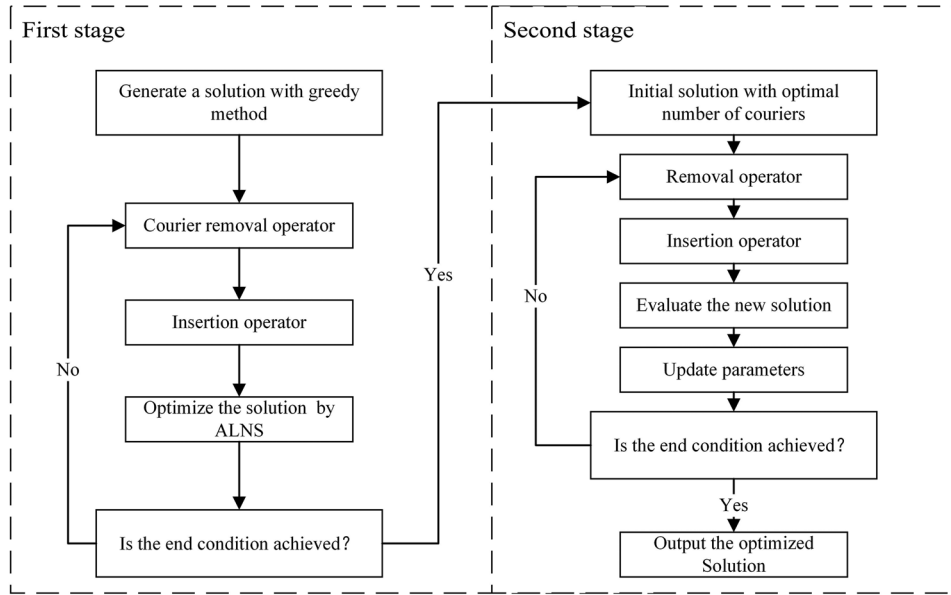 First stage
Generate a solution with greedy
method
Courier removal operator
Insertion operator
Optimize the solution by
ALNS
Is the end condition achieved?
No
Yes
Second stage
Initial solution with optimal
number of couriers
Removal operator
Insertion operator
Evaluate the new solution
Update parameters
Is the end condition achieved?
No
Yes
Output the optimized
Solution